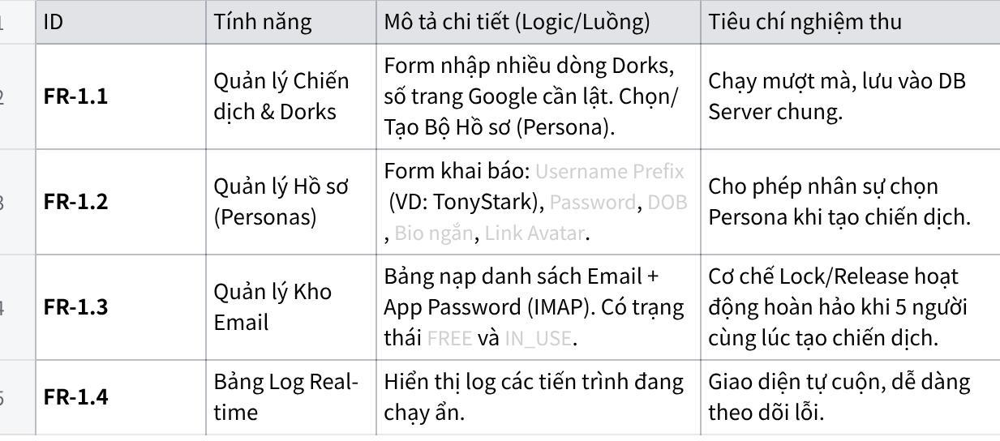 ID
Tính năng
Mô tả chi tiết (Logic/Luồng)
Tiêu chí nghiệm thu
FR-1.1
Quản lý Chiến
dịch & Dorks
Form nhập nhiều dòng Dorks,
số trang Google cần lật. Chọn/
Tạo Bộ Hồ sơ (Persona).
Chạy mượt mà, lưu vào DB
Server chung.
FR-1.2
Quản lý Hồ sơ
(Personas)
Form khai báo: Username Prefix
(VD: TonyStark), Password, DOB
, Bio ngắn, Link Avatar.
Cho phép nhân sự chọn
Persona khi tạo chiến dịch.
FR-1.3
Quản lý Kho
Email
Bảng nạp danh sách Email +
App Password (IMAP). Có trạng
thái FREE và IN_USE.
Cơ chế Lock/Release hoạt
động hoàn hảo khi 5 người
cùng lúc tạo chiến dịch.
FR-1.4
Bảng Log Real-
time
Hiển thị log các tiến trình đang
chạy ẩn.
Giao diện tự cuộn, dễ dàng
theo dõi lỗi.